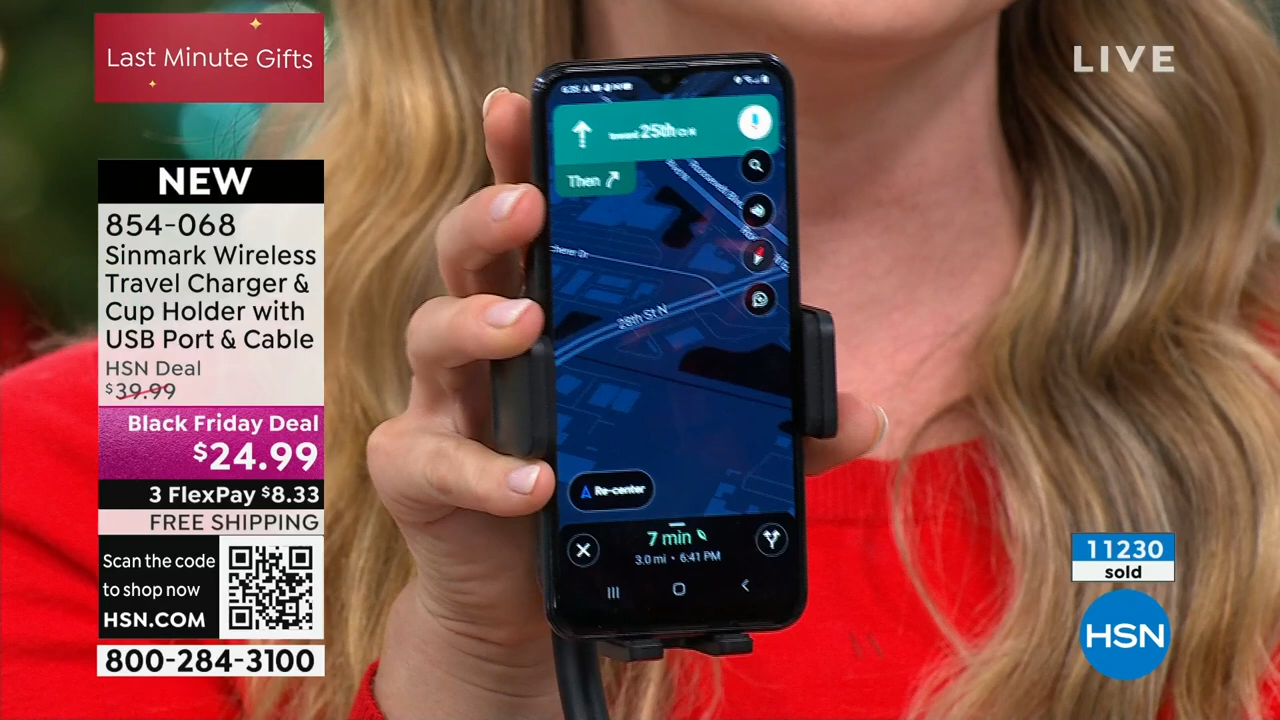 Last Minute Gifts
LIVE
NEW
854-068
Sinmark Wireless
Travel Charger &
Cup Holder with
USB Port & Cable
HSN Deal
$39.99
Black Friday Deal
$24.99
3 FlexPay $8.33
FREE SHIPPING
Scan the code
to shop now
HSN.COM
800-284-3100
toward 25th
Then
Roosevelt Blvd
28th St N
Re-center
7 min
3.0 mi • 6:41 PM
11230
sold
HSN